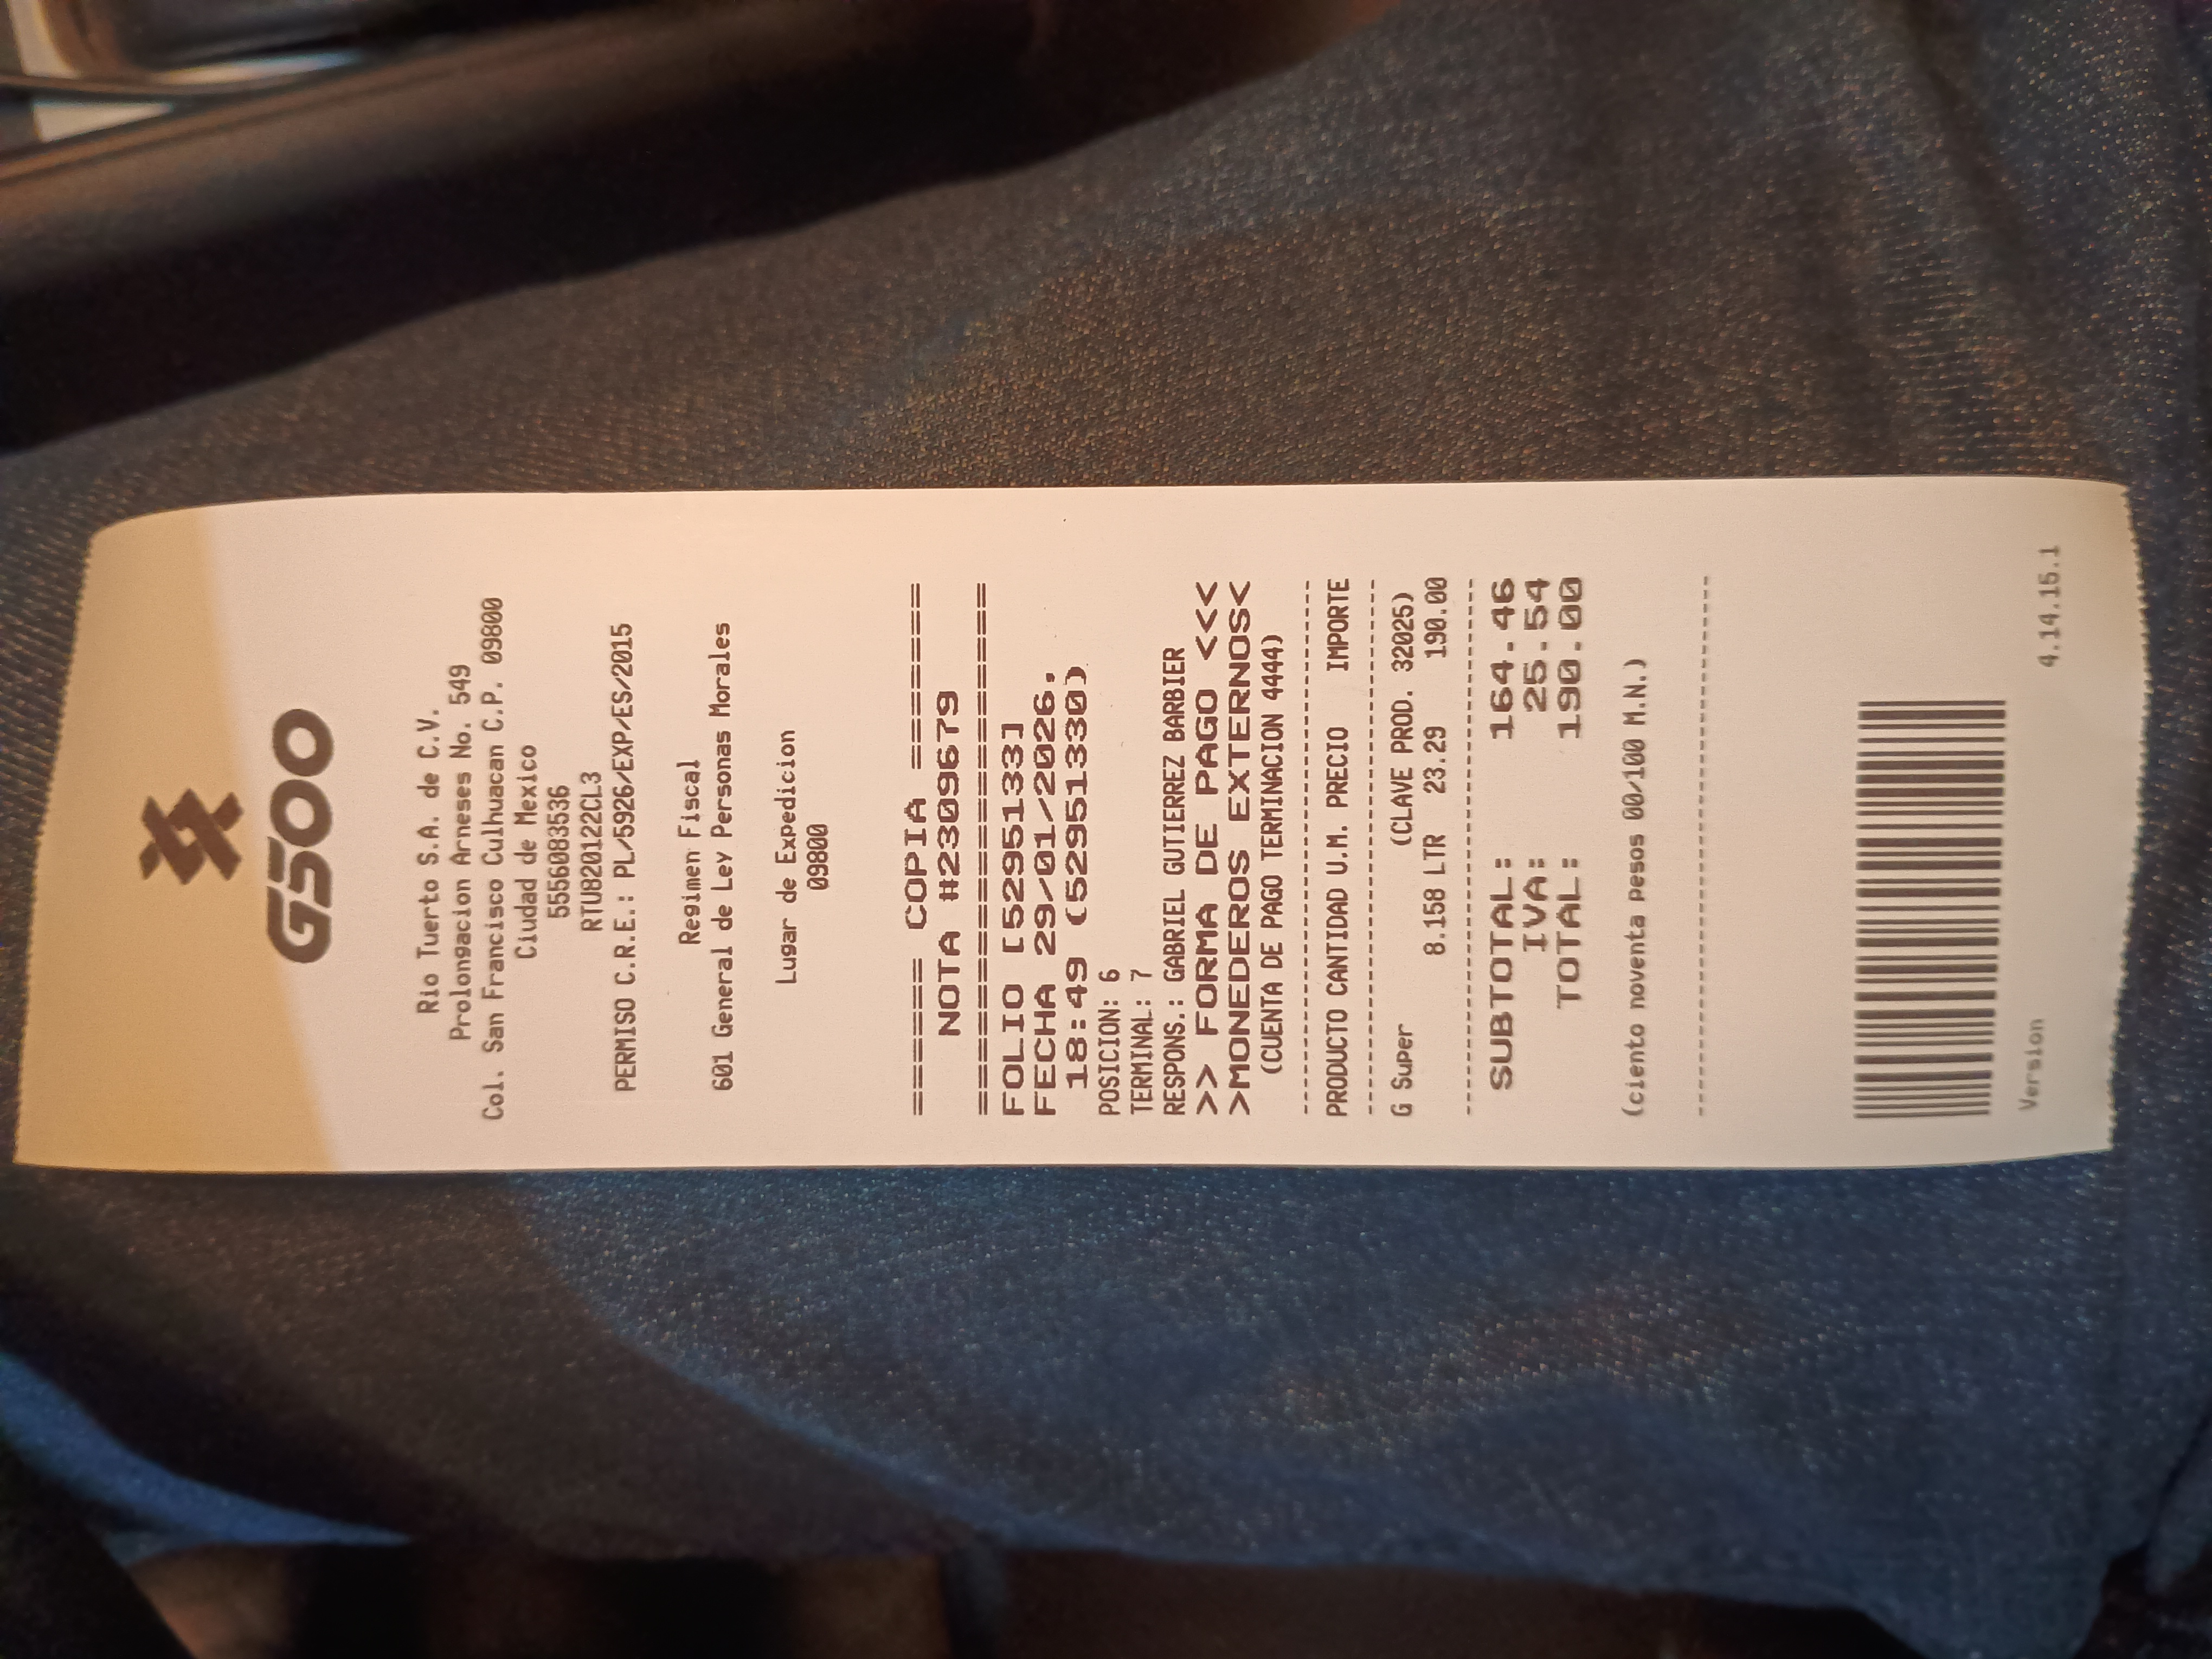 G500
Rio Tuerto S.A. de C.V.
Prolongacion Arneses No. 549
Col. San Francisco Culhuacan C.P. 09800
Ciudad de Mexico
5556083536
RTU820122CL3
PERMISO C.R.E.: PL/5926/EXP/ES/2015
Regimen Fiscal
601 General de Ley Personas Morales
Lugar de Expedicion
09800
======= COPIA =======
NOTA #2309679
========================
FOLIO [5295133]
FECHA 29/01/2026,
18:49 (52951330)
POSICION: 6
TERMINAL: 7
RESPONS.: GABRIEL GUTIERREZ BARBIER
>> FORMA DE PAGO <<<
>MONEDEROS EXTERNOS<
(CUENTA DE PAGO TERMINACION 4444)
PRODUCTO CANTIDAD U.M. PRECIO IMPORTE
G Super (CLAVE PROD. 32025)
8.158 LTR 23.29 190.00
SUBTOTAL: 164.46
IVA: 25.54
TOTAL: 190.00
(ciento noventa Pesos 00/100 M.N.)
Version 4.14.15.1